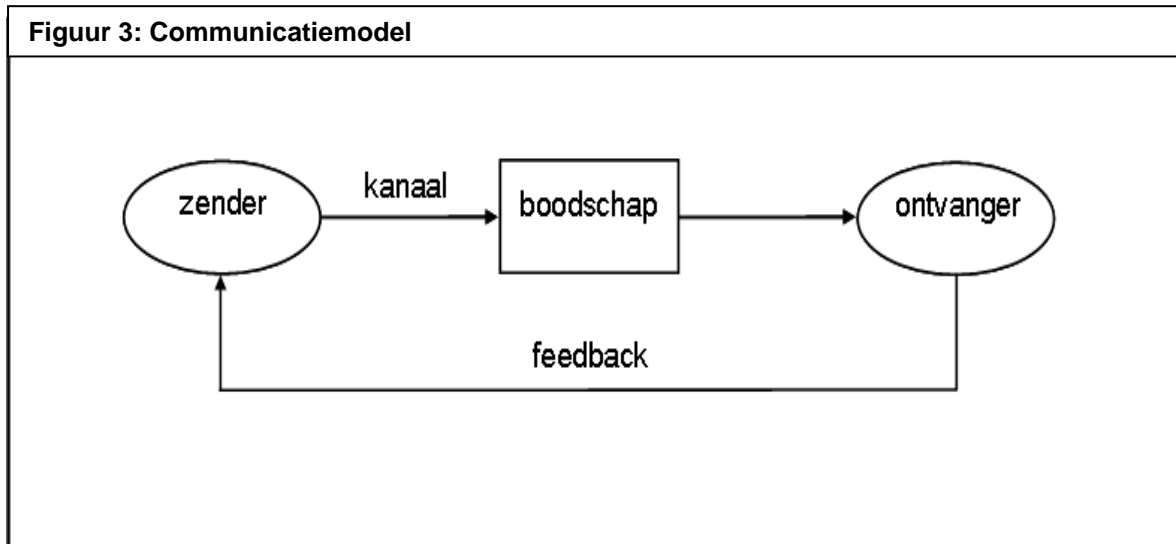 Figuur 3: Communicatiemodel
kanaal
zender
boodschap
ontvanger
feedback